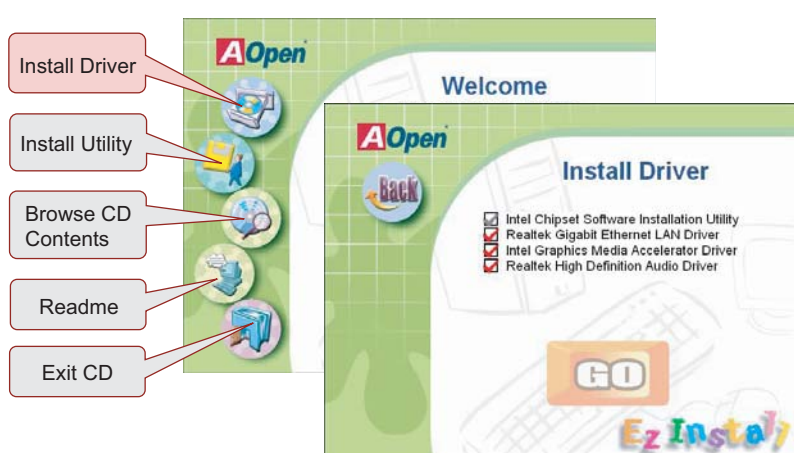 Install Driver
Install Utility
Browse CD
Contents
Readme
Exit CD
AOpen
Welcome
AOpen
Back
Install Driver
Intel Chipset Software Installation Utility
Realtek Gigabit Ethernet LAN Driver
Intel Graphics Media Accelerator Driver
Realtek High Definition Audio Driver
GO
Ez Install